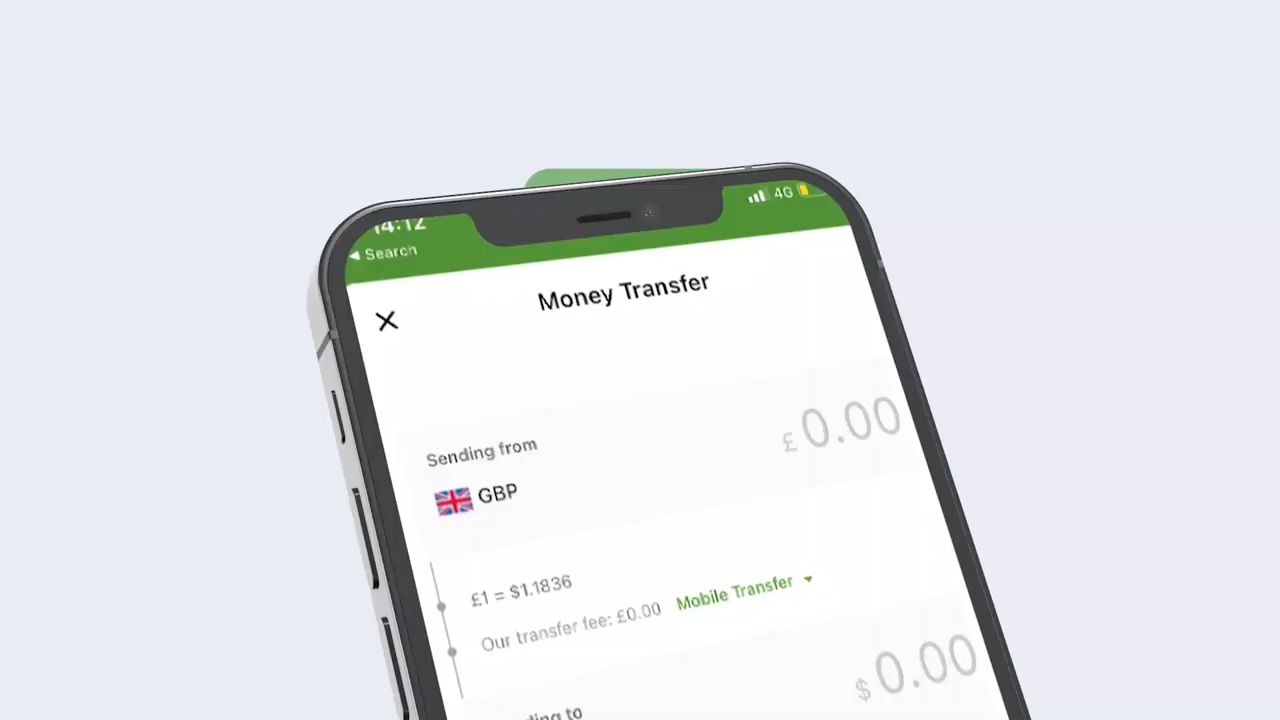 14:12
4G
Search
Money Transfer
Sending from
£ 0.00
GBP
£1 = $1.1836
Our transfer fee: £0.00 Mobile Transfer
$ 0.00
to